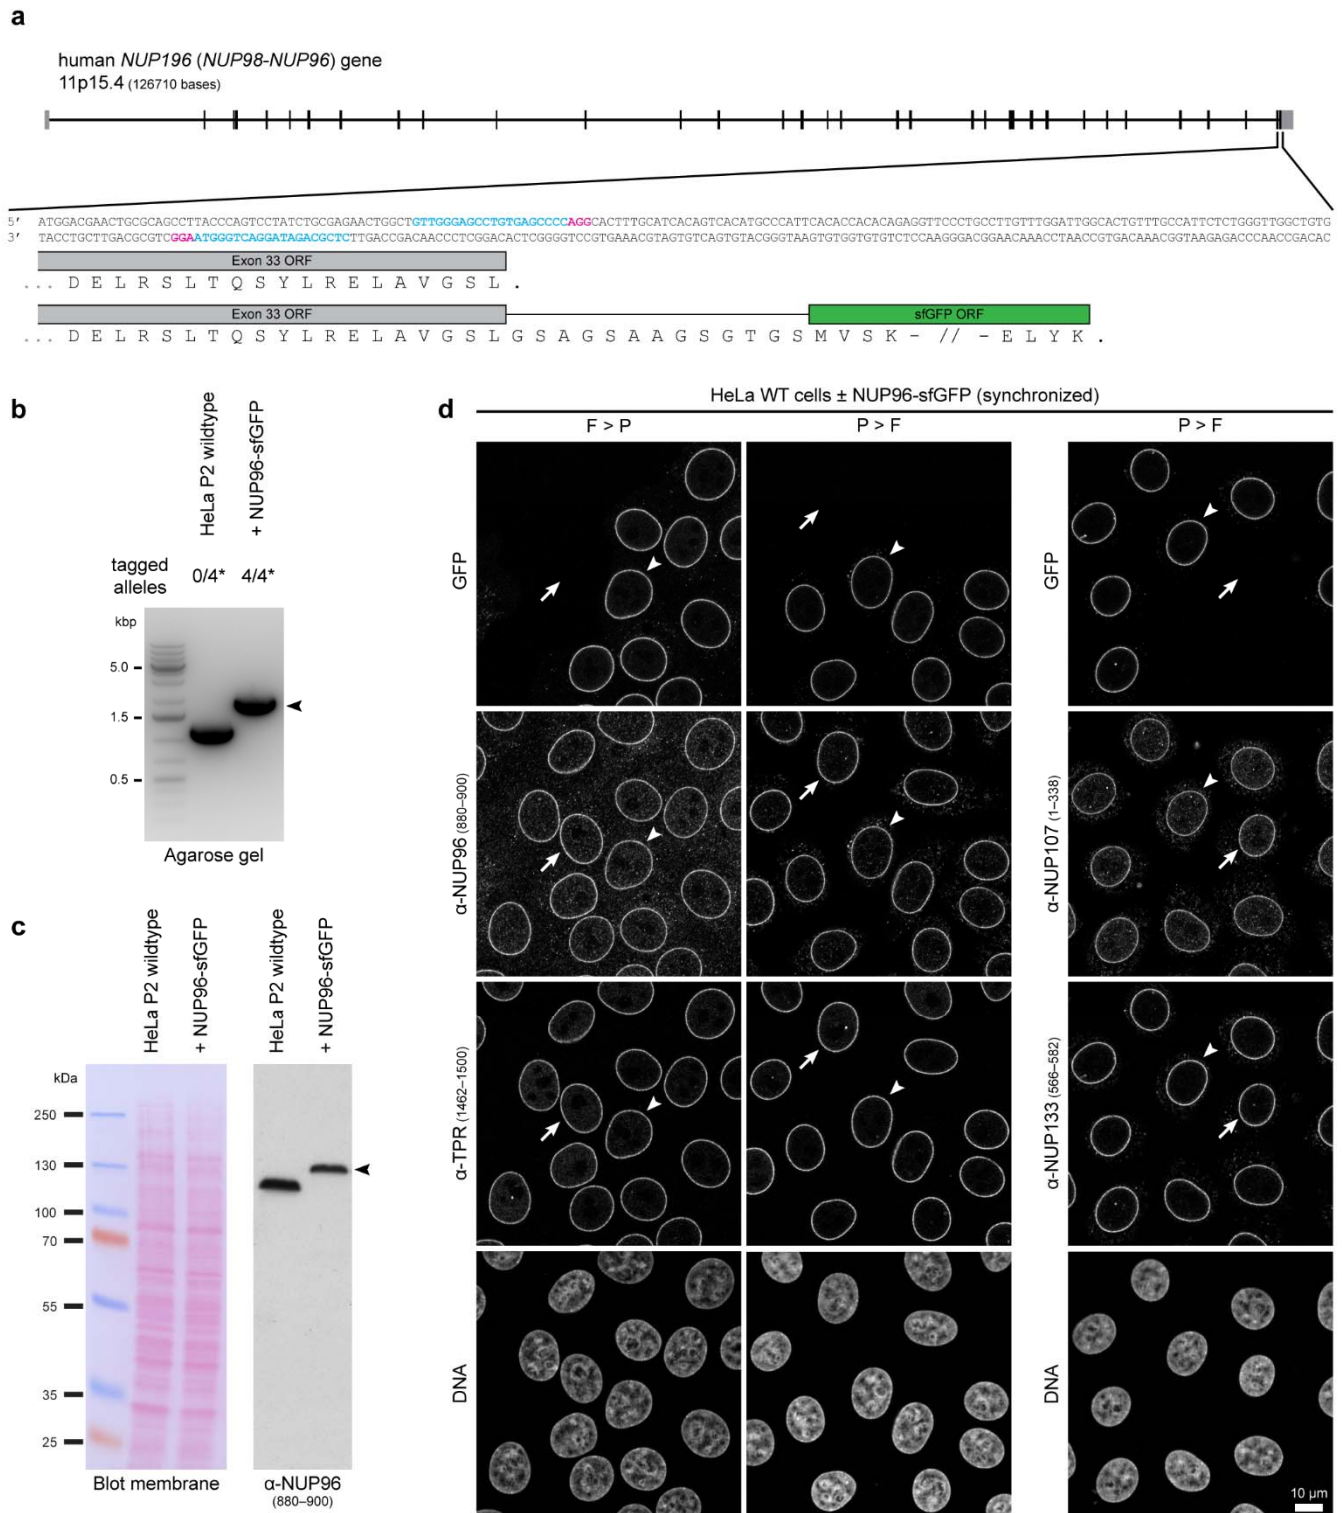 a
human NUP196 (NUP98-NUP96) gene
11p15.4 (126710 bases)
5′ ATGGACGAACTGCGCAGCCTTACCCAGTCCTATCTGCGAGAACTGGCTGTTGGGAGCCTGTGAGCCCCAGGCACTTTGCATCACAGTCACATGCCCATTCACACCACACAGAGGTTCCCTGCCTTGTTTGGATTGGCACTGTTTGCCATTCTCTGGGTTGGCTGTG
3′ TACCTGCTTGACGCGTCGGAATGGGTCAGGATAGACGCTCTTGACCGACAACCCTCGGACACTCGGGGTCCGTGAAACGTAGTGTCAGTGTACGGGTAAGTGTGGTGTGTCTCCAAGGGACGGAACAAACCTAACCGTGACAAACGGTAAGAGACCCAACCGACAC
Exon 33 ORF
... D E L R S L T Q S Y L R E L A V G S L .
Exon 33 ORF sfGFP ORF
... D E L R S L T Q S Y L R E L A V G S L G S A G S A A G S G T G S M V S K - // - E L Y K .
b
HeLa P2 wildtype
+ NUP96-sfGFP
tagged alleles 0/4* 4/4*
kbp
5.0
1.5
0.5
Agarose gel
c
HeLa P2 wildtype
+ NUP96-sfGFP
HeLa P2 wildtype
+ NUP96-sfGFP
kDa
250
130
100
70
55
35
25
Blot membrane
α-NUP96
(880–900)
d
HeLa WT cells ± NUP96-sfGFP (synchronized)
F > P P > F P > F
GFP
GFP
α-NUP96 (880–900)
α-NUP107 (1–338)
α-TPR (1462–1500)
α-NUP133 (566–582)
DNA
DNA
10 µm